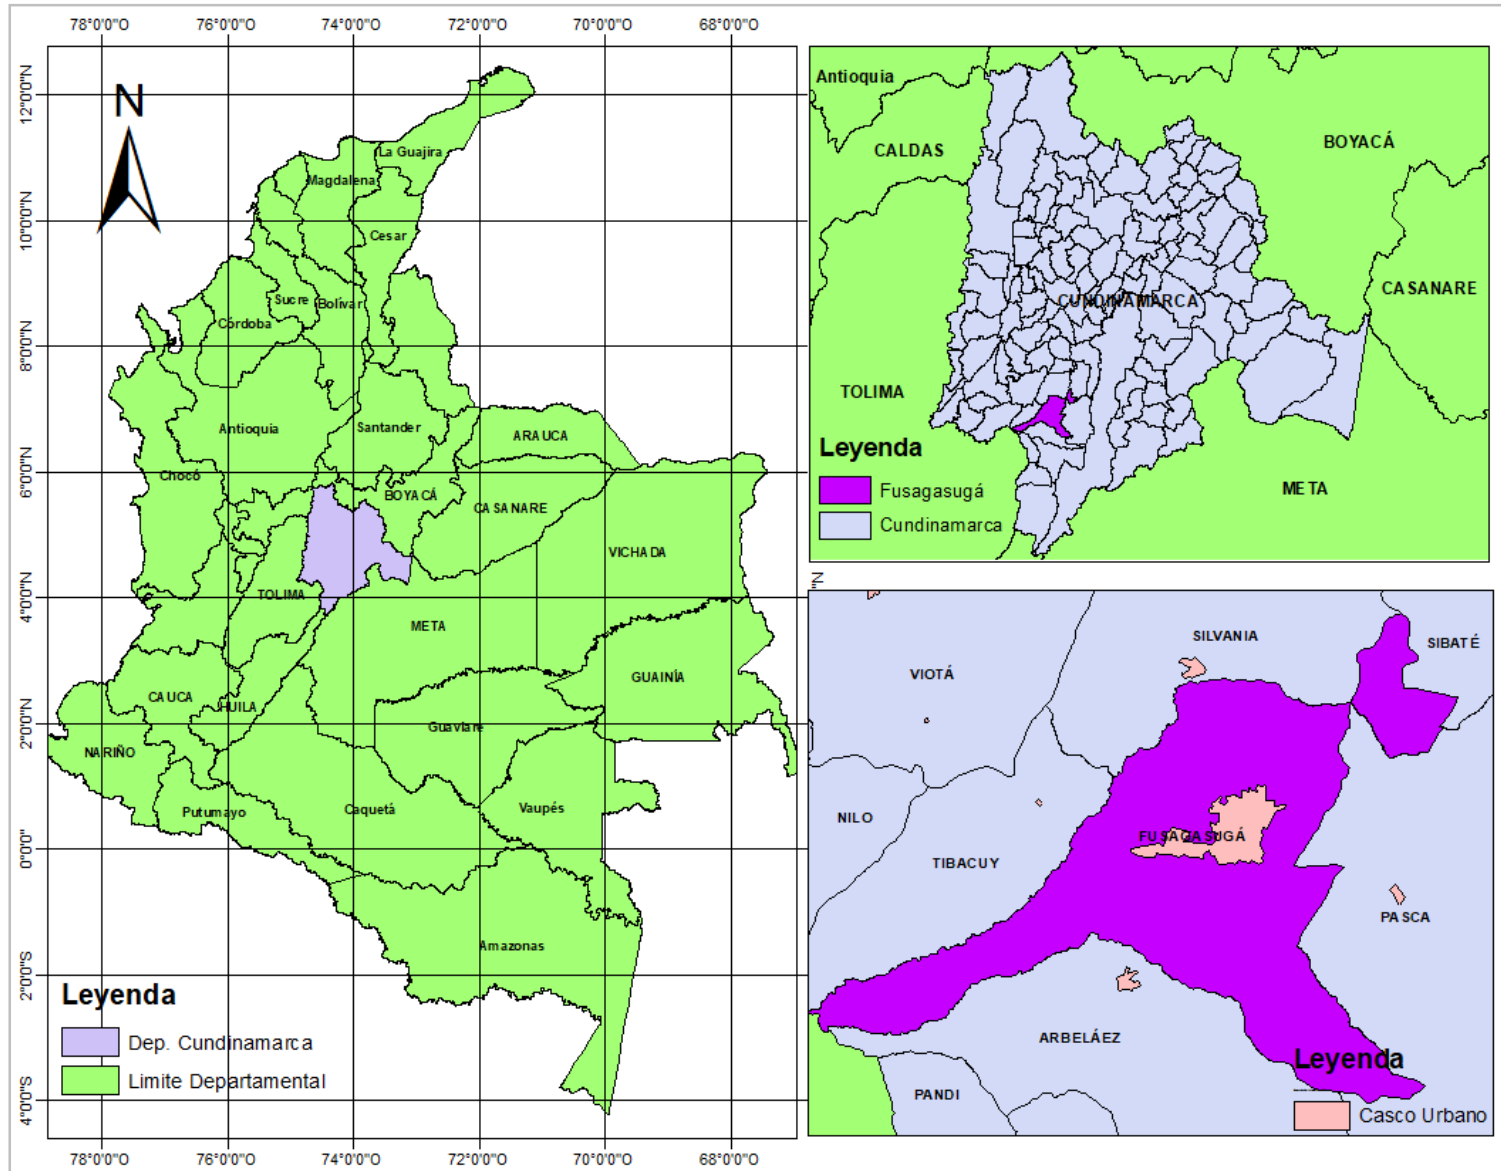 78°0'0"O 76°0'0"O 74°0'0"O 72°0'0"O 70°0'0"O 68°0'0"O
12°0'0"N
10°0'0"N
8°0'0"N
6°0'0"N
4°0'0"N
2°0'0"N
0°0'0"
2°0'0"S
4°0'0"S
N
La Guajira
Magdalena
Cesar
Sucre
Bolívar
Córdoba
Antioquia
Santander
ARAUCA
Chocó
BOYACÁ
CASANARE
VICHADA
TOLIMA
META
GUAINÍA
CAUCA
HUILA
Guaviare
NARIÑO
Putumayo
Caquetá
Vaupés
Amazonas
Leyenda
Dep. Cundinamarca
Limite Departamental
78°0'0"O 76°0'0"O 74°0'0"O 72°0'0"O 70°0'0"O 68°0'0"O
Antioquia
CALDAS
BOYACÁ
CASANARE
CUNDINAMARCA
TOLIMA
META
Leyenda
Fusagasugá
Cundinamarca
"N
SILVANIA
SIBATÉ
VIOTÁ
NILO
FUSAGASUGÁ
TIBACUY
PASCA
ARBELÁEZ
PANDI
Leyenda
Casco Urbano